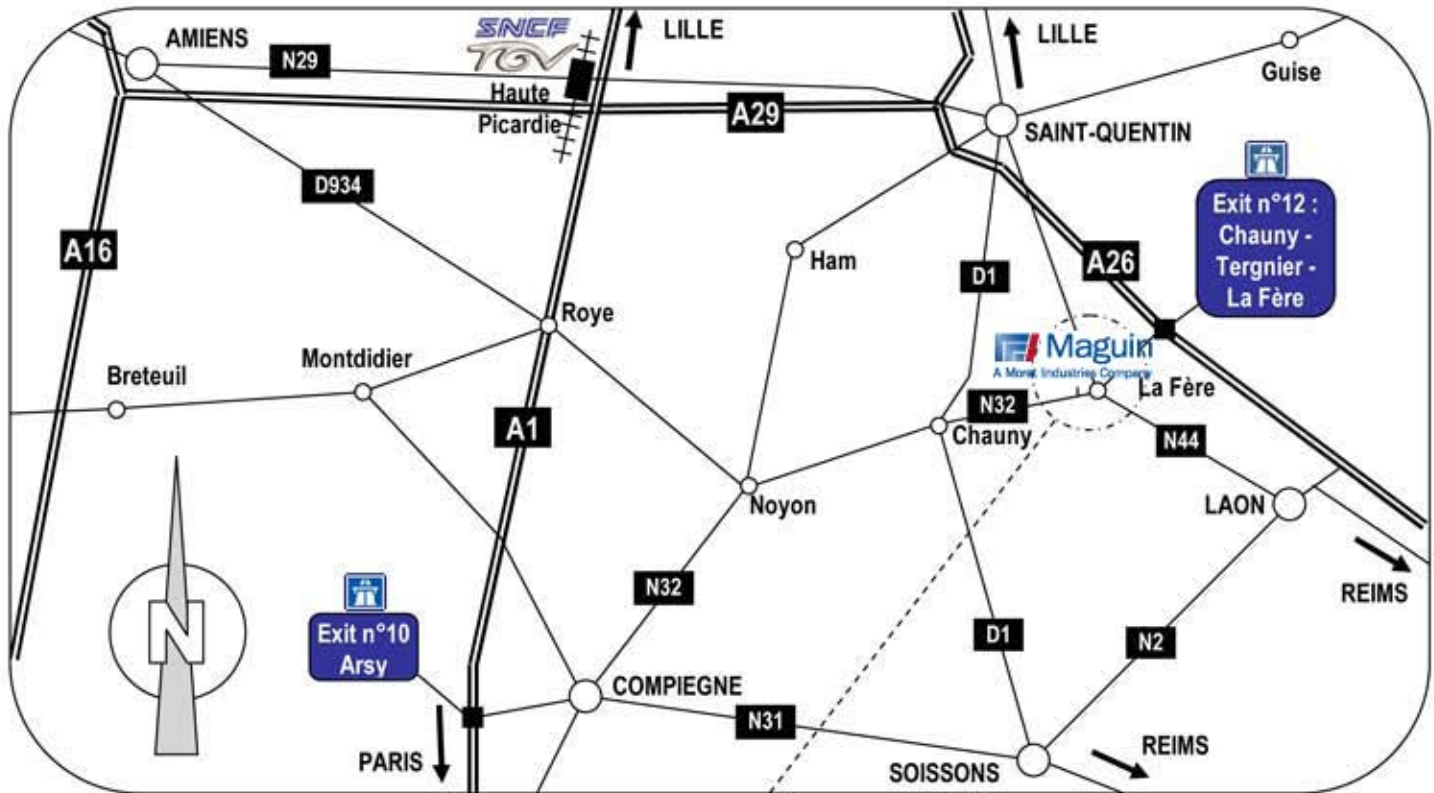 SNCF
TGV
LILLE
LILLE
AMIENS
N29
Haute
Picardie
A29
Guise
SAINT-QUENTIN
D934
Exit n°12 :
Chauny -
Tergnier -
La Fère
A16
Ham
D1
A26
Roye
Montdidier
Maguin
A Moret Industries Company
Breteuil
La Fère
N32
A1
Chauny
N44
Noyon
LAON
N32
REIMS
N
Exit n°10
Arsy
D1
N2
COMPIEGNE
N31
REIMS
PARIS
SOISSONS